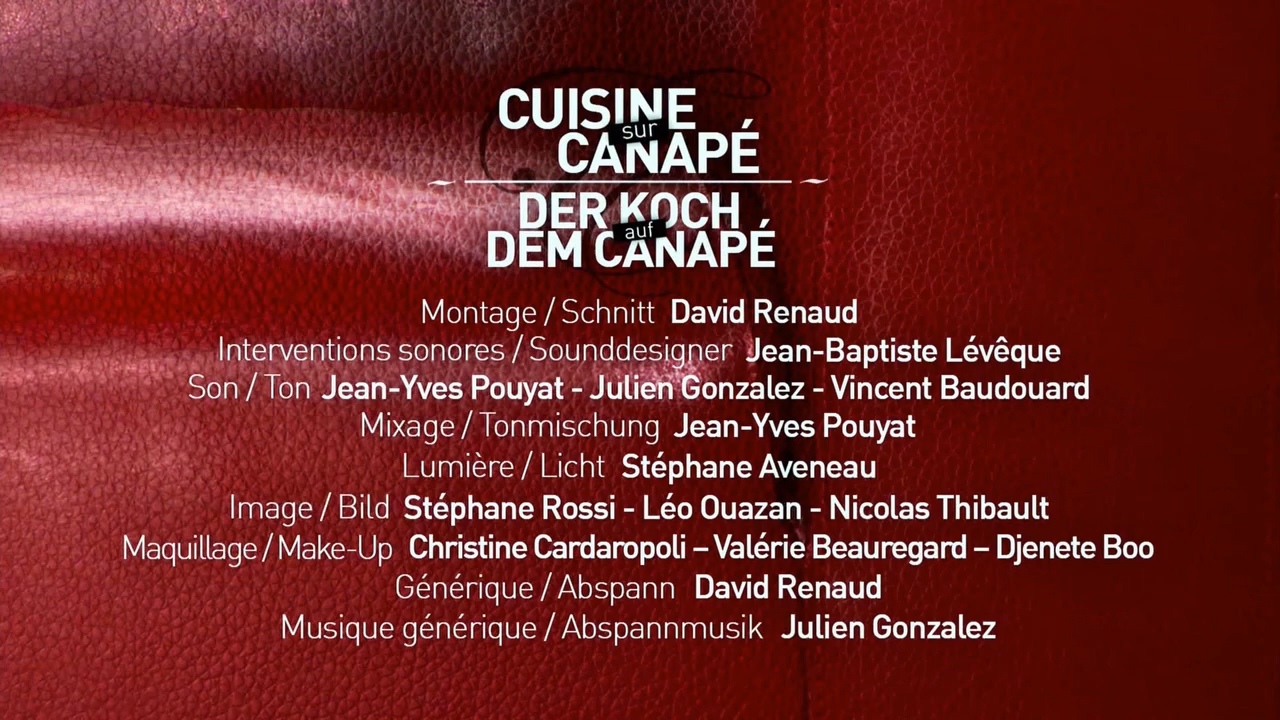 CUISINE
sur
CANAPÉ
DER KOCH
auf
DEM CANAPÉ
Montage / Schnitt David Renaud
Interventions sonores / Sounddesigner Jean-Baptiste Lévêque
Son / Ton Jean-Yves Pouyat - Julien Gonzalez - Vincent Baudouard
Mixage / Tonmischung Jean-Yves Pouyat
Lumière / Licht Stéphane Aveneau
Image / Bild Stéphane Rossi - Léo Ouazan - Nicolas Thibault
Maquillage / Make-Up Christine Cardaropoli – Valérie Beauregard – Djenete Boo
Générique / Abspann David Renaud
Musique générique / Abspannmusik Julien Gonzalez